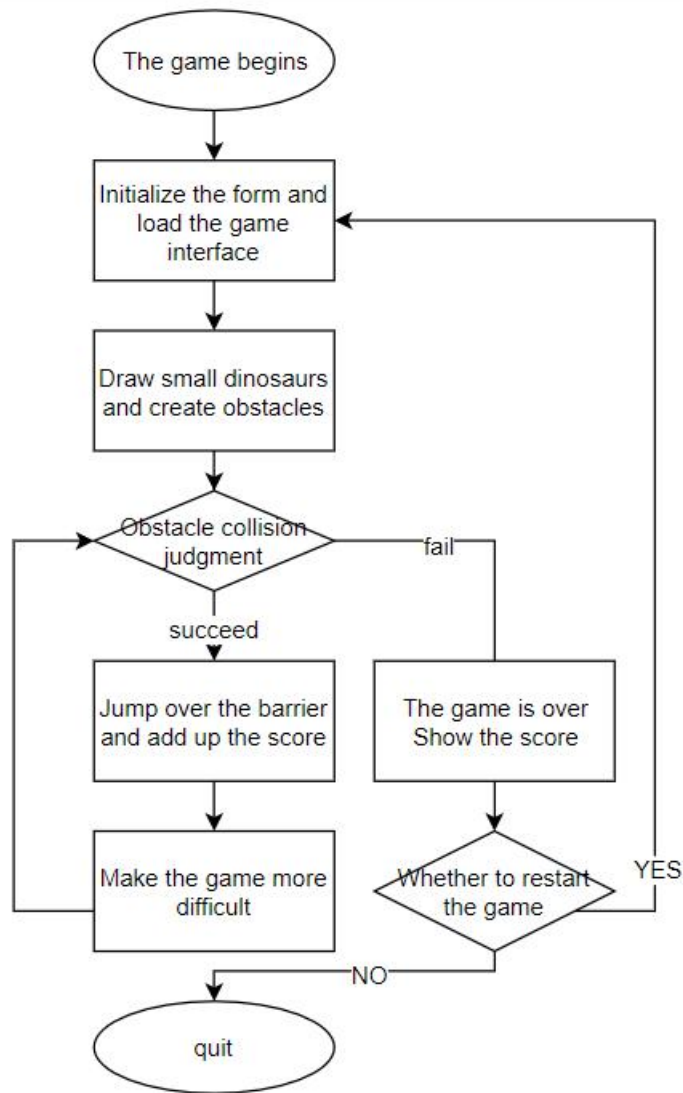 The game begins
Initialize the form and
load the game
interface
Draw small dinosaurs
and create obstacles
Obstacle collision
judgment
fail
succeed
Jump over the barrier
and add up the score
The game is over
Show the score
Make the game more
difficult
Whether to restart
the game
YES
NO
quit